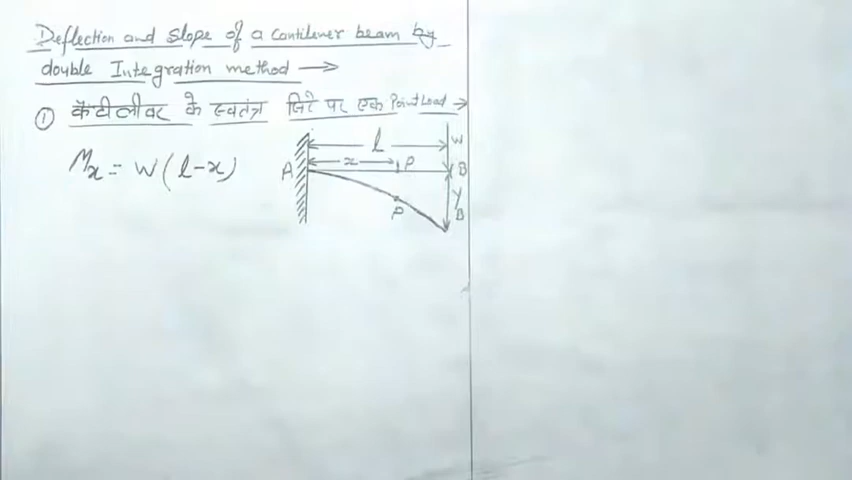 Deflection and Slope of a Cantilever beam by
double Integration method →
① कैंटीलीवर के स्वतंत्र सिरे पर एक Point Load →
Mx = W(l-x)
l
W
x
P
A
B
y
B
P